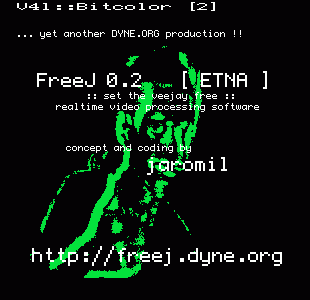 V4l::Bitcolor [2]
... yet another DYNE.ORG production !!
FreeJ 0.2 [ ETNA ]
:: set the veejay free ::
realtime video processing software
concept and coding by
jaromil
http://freej.dyne.org